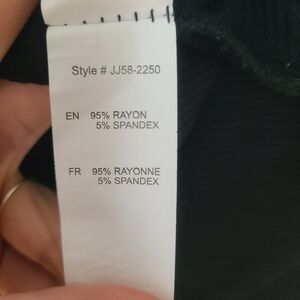 Style # JJ58-2250
EN 95% RAYON
5% SPANDEX
FR 95% RAYONNE
5% SPANDEX